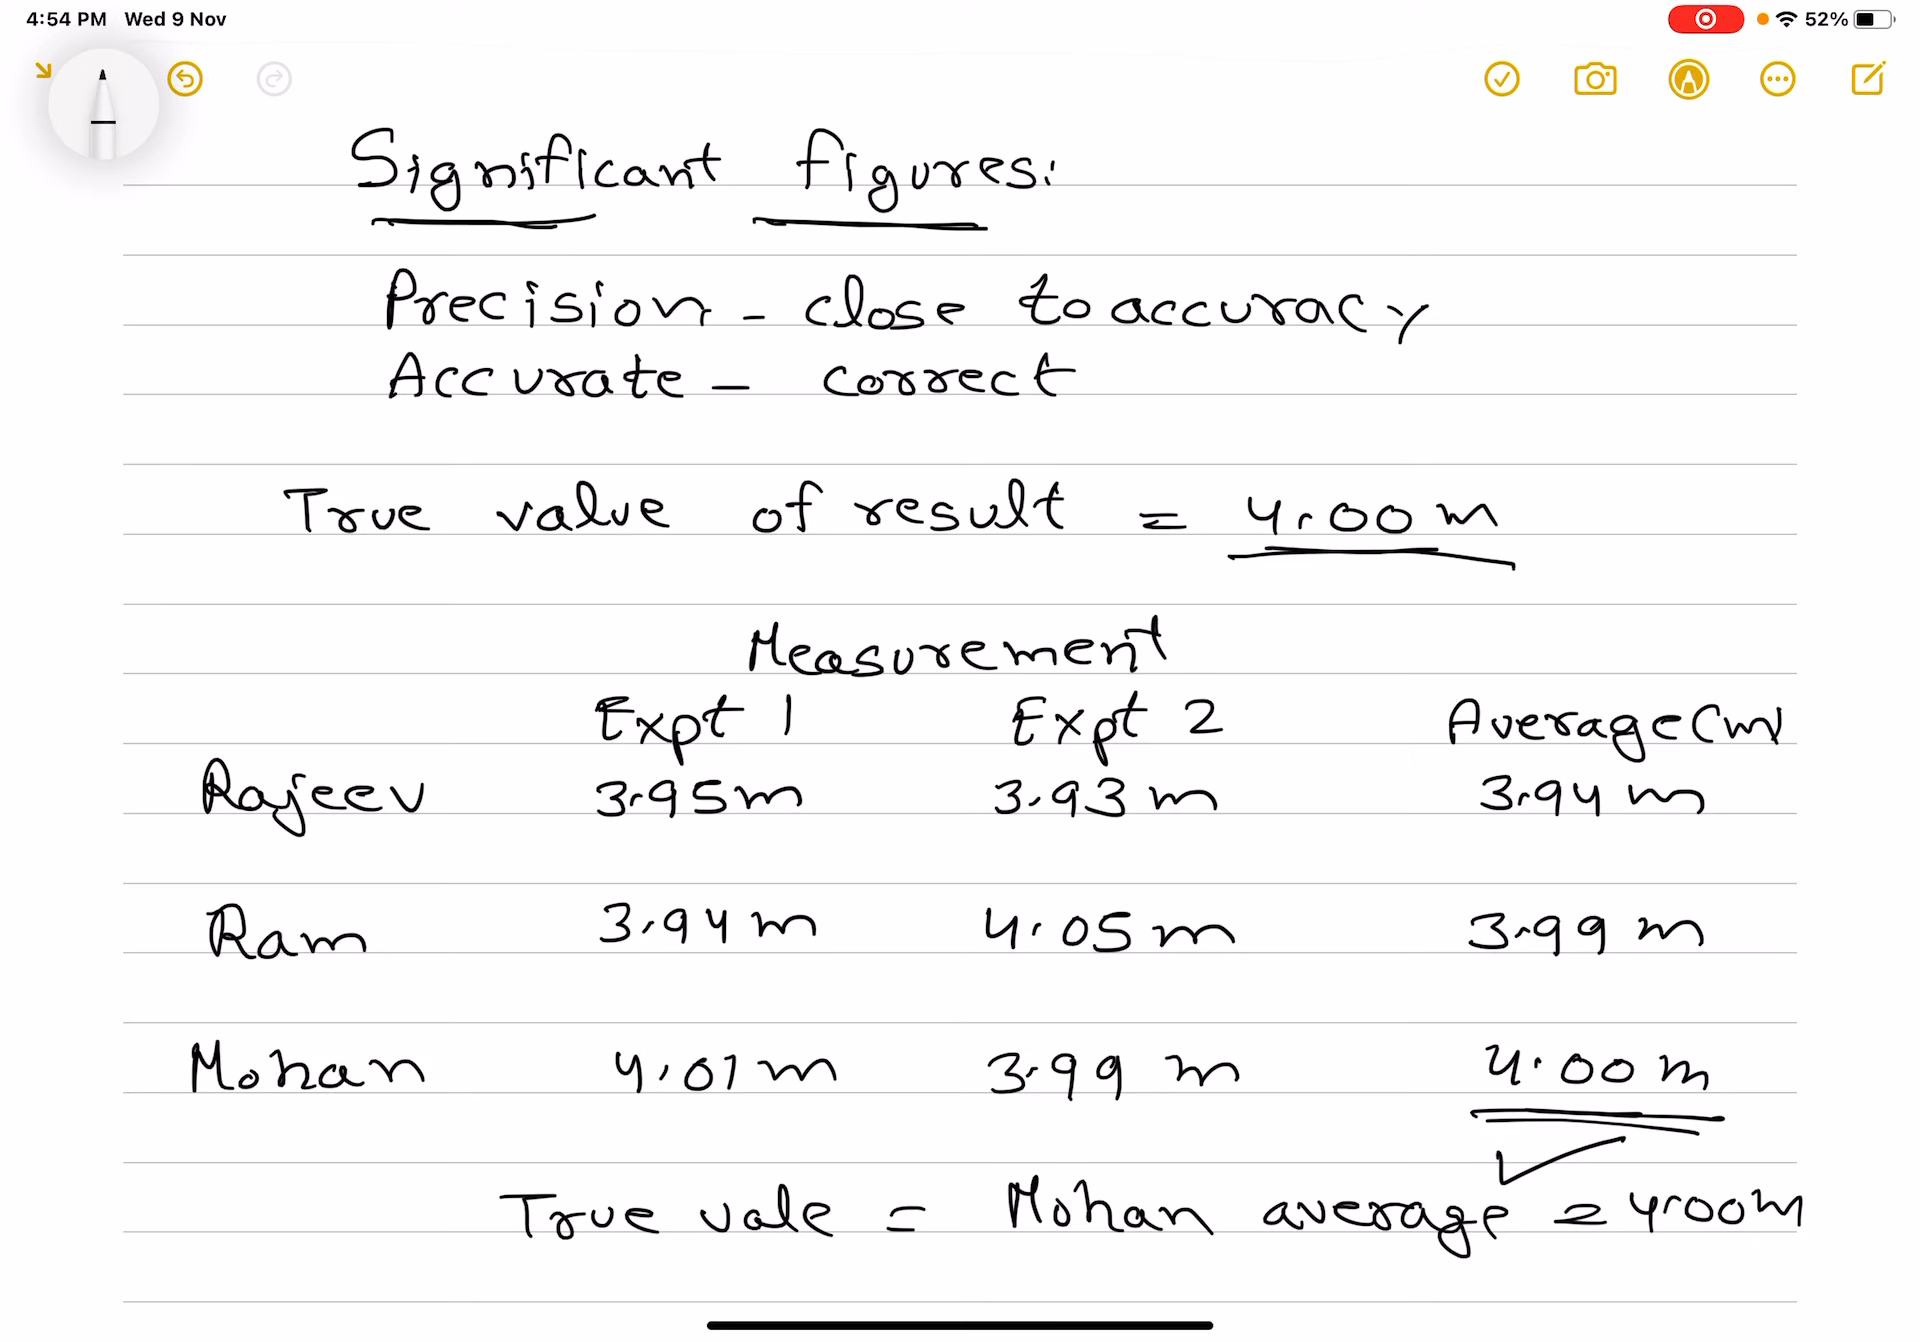 4:54 PM Wed 9 Nov 52%
Significant figures:
Precision - close to accuracy
Accurate - correct
True value of result = 4.00 m
Measurement
Expt 1 Expt 2 Average (m)
Rajeev 3.95 m 3.93 m 3.94 m
Ram 3.94 m 4.05 m 3.99 m
Mohan 4.01 m 3.99 m 4.00 m
True vale = Mohan average = 4.00 m